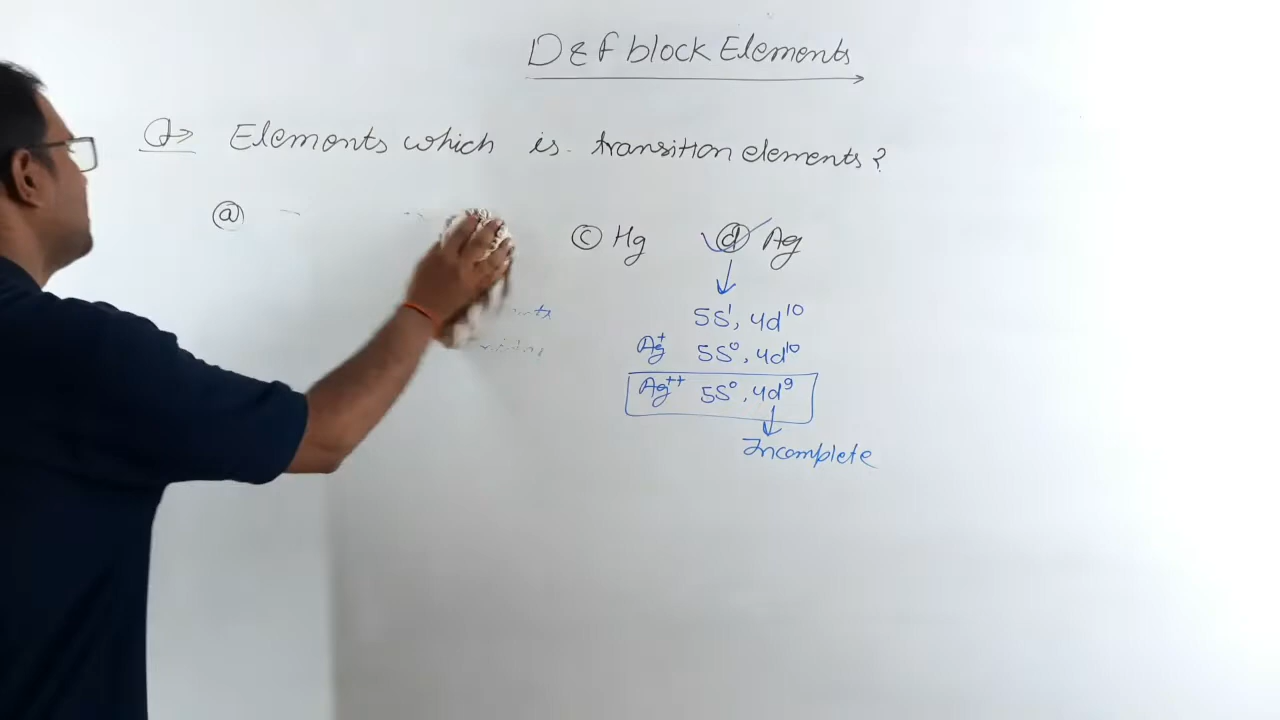 D & f block Elements
Q⇒ Elements which is transition elements?
ⓐ ⓒ Hg ⓓ Ag
5S¹, 4d¹⁰
Ag⁺ 5S⁰, 4d¹⁰
Ag⁺⁺ 5S⁰, 4d⁹
Incomplete